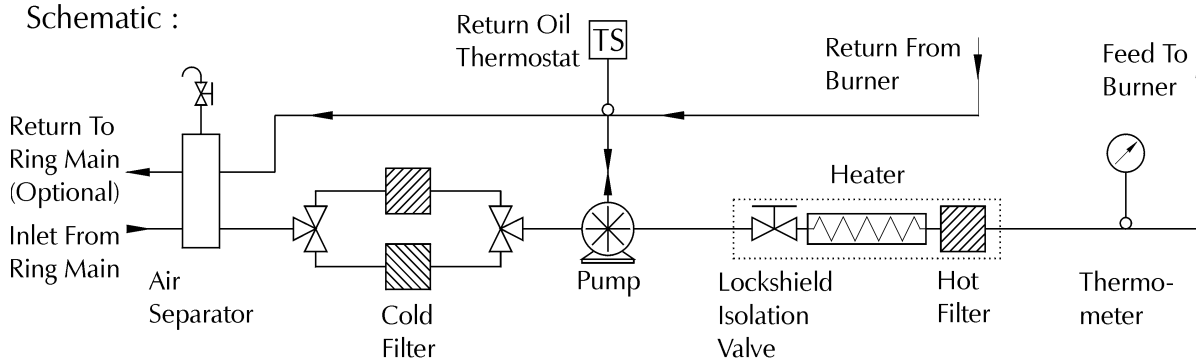 Schematic :
Return Oil
Thermostat
TS
Return From
Burner
Feed To
Burner
Return To
Ring Main
(Optional)
Inlet From
Ring Main
Air
Separator
Cold
Filter
Pump
Heater
Lockshield
Isolation
Valve
Hot
Filter
Thermo-
meter